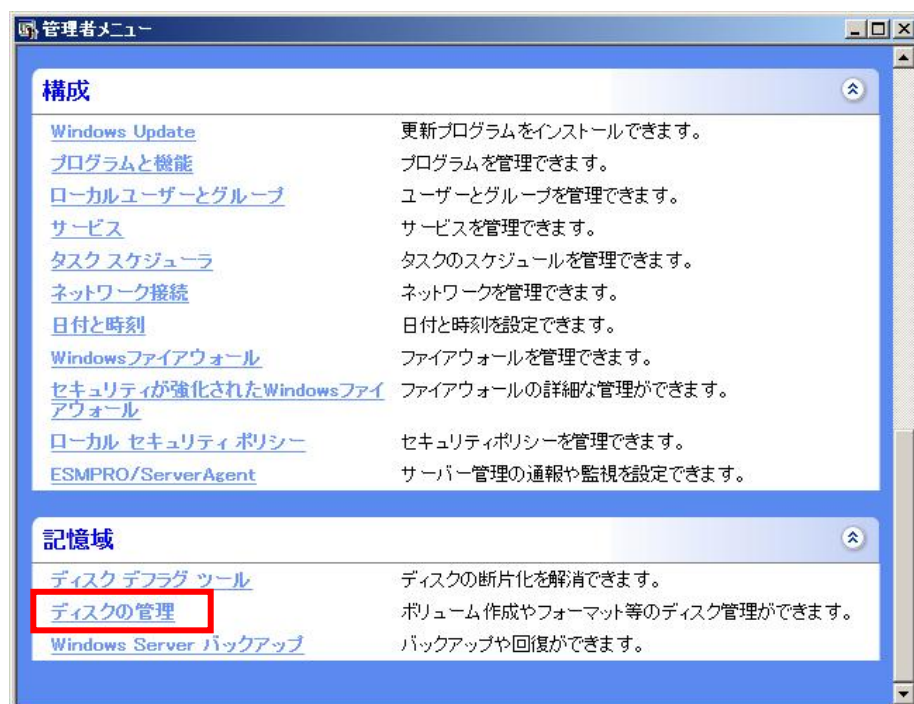 管理者メニュー
構成
Windows Update 更新プログラムをインストールできます。
プログラムと機能 プログラムを管理できます。
ローカルユーザーとグループ ユーザーとグループを管理できます。
サービス サービスを管理できます。
タスク スケジューラ タスクのスケジュールを管理できます。
ネットワーク接続 ネットワークを管理できます。
日付と時刻 日付と時刻を設定できます。
Windowsファイアウォール ファイアウォールを管理できます。
セキュリティが強化されたWindowsファイ ファイアウォールの詳細な管理ができます。
アウォール
ローカル セキュリティ ポリシー セキュリティポリシーを管理できます。
ESMPRO/ServerAgent サーバー管理の通報や監視を設定できます。
記憶域
ディスク デフラグ ツール ディスクの断片化を解消できます。
ディスクの管理 ボリューム作成やフォーマット等のディスク管理ができます。
Windows Server バックアップ バックアップや回復ができます。